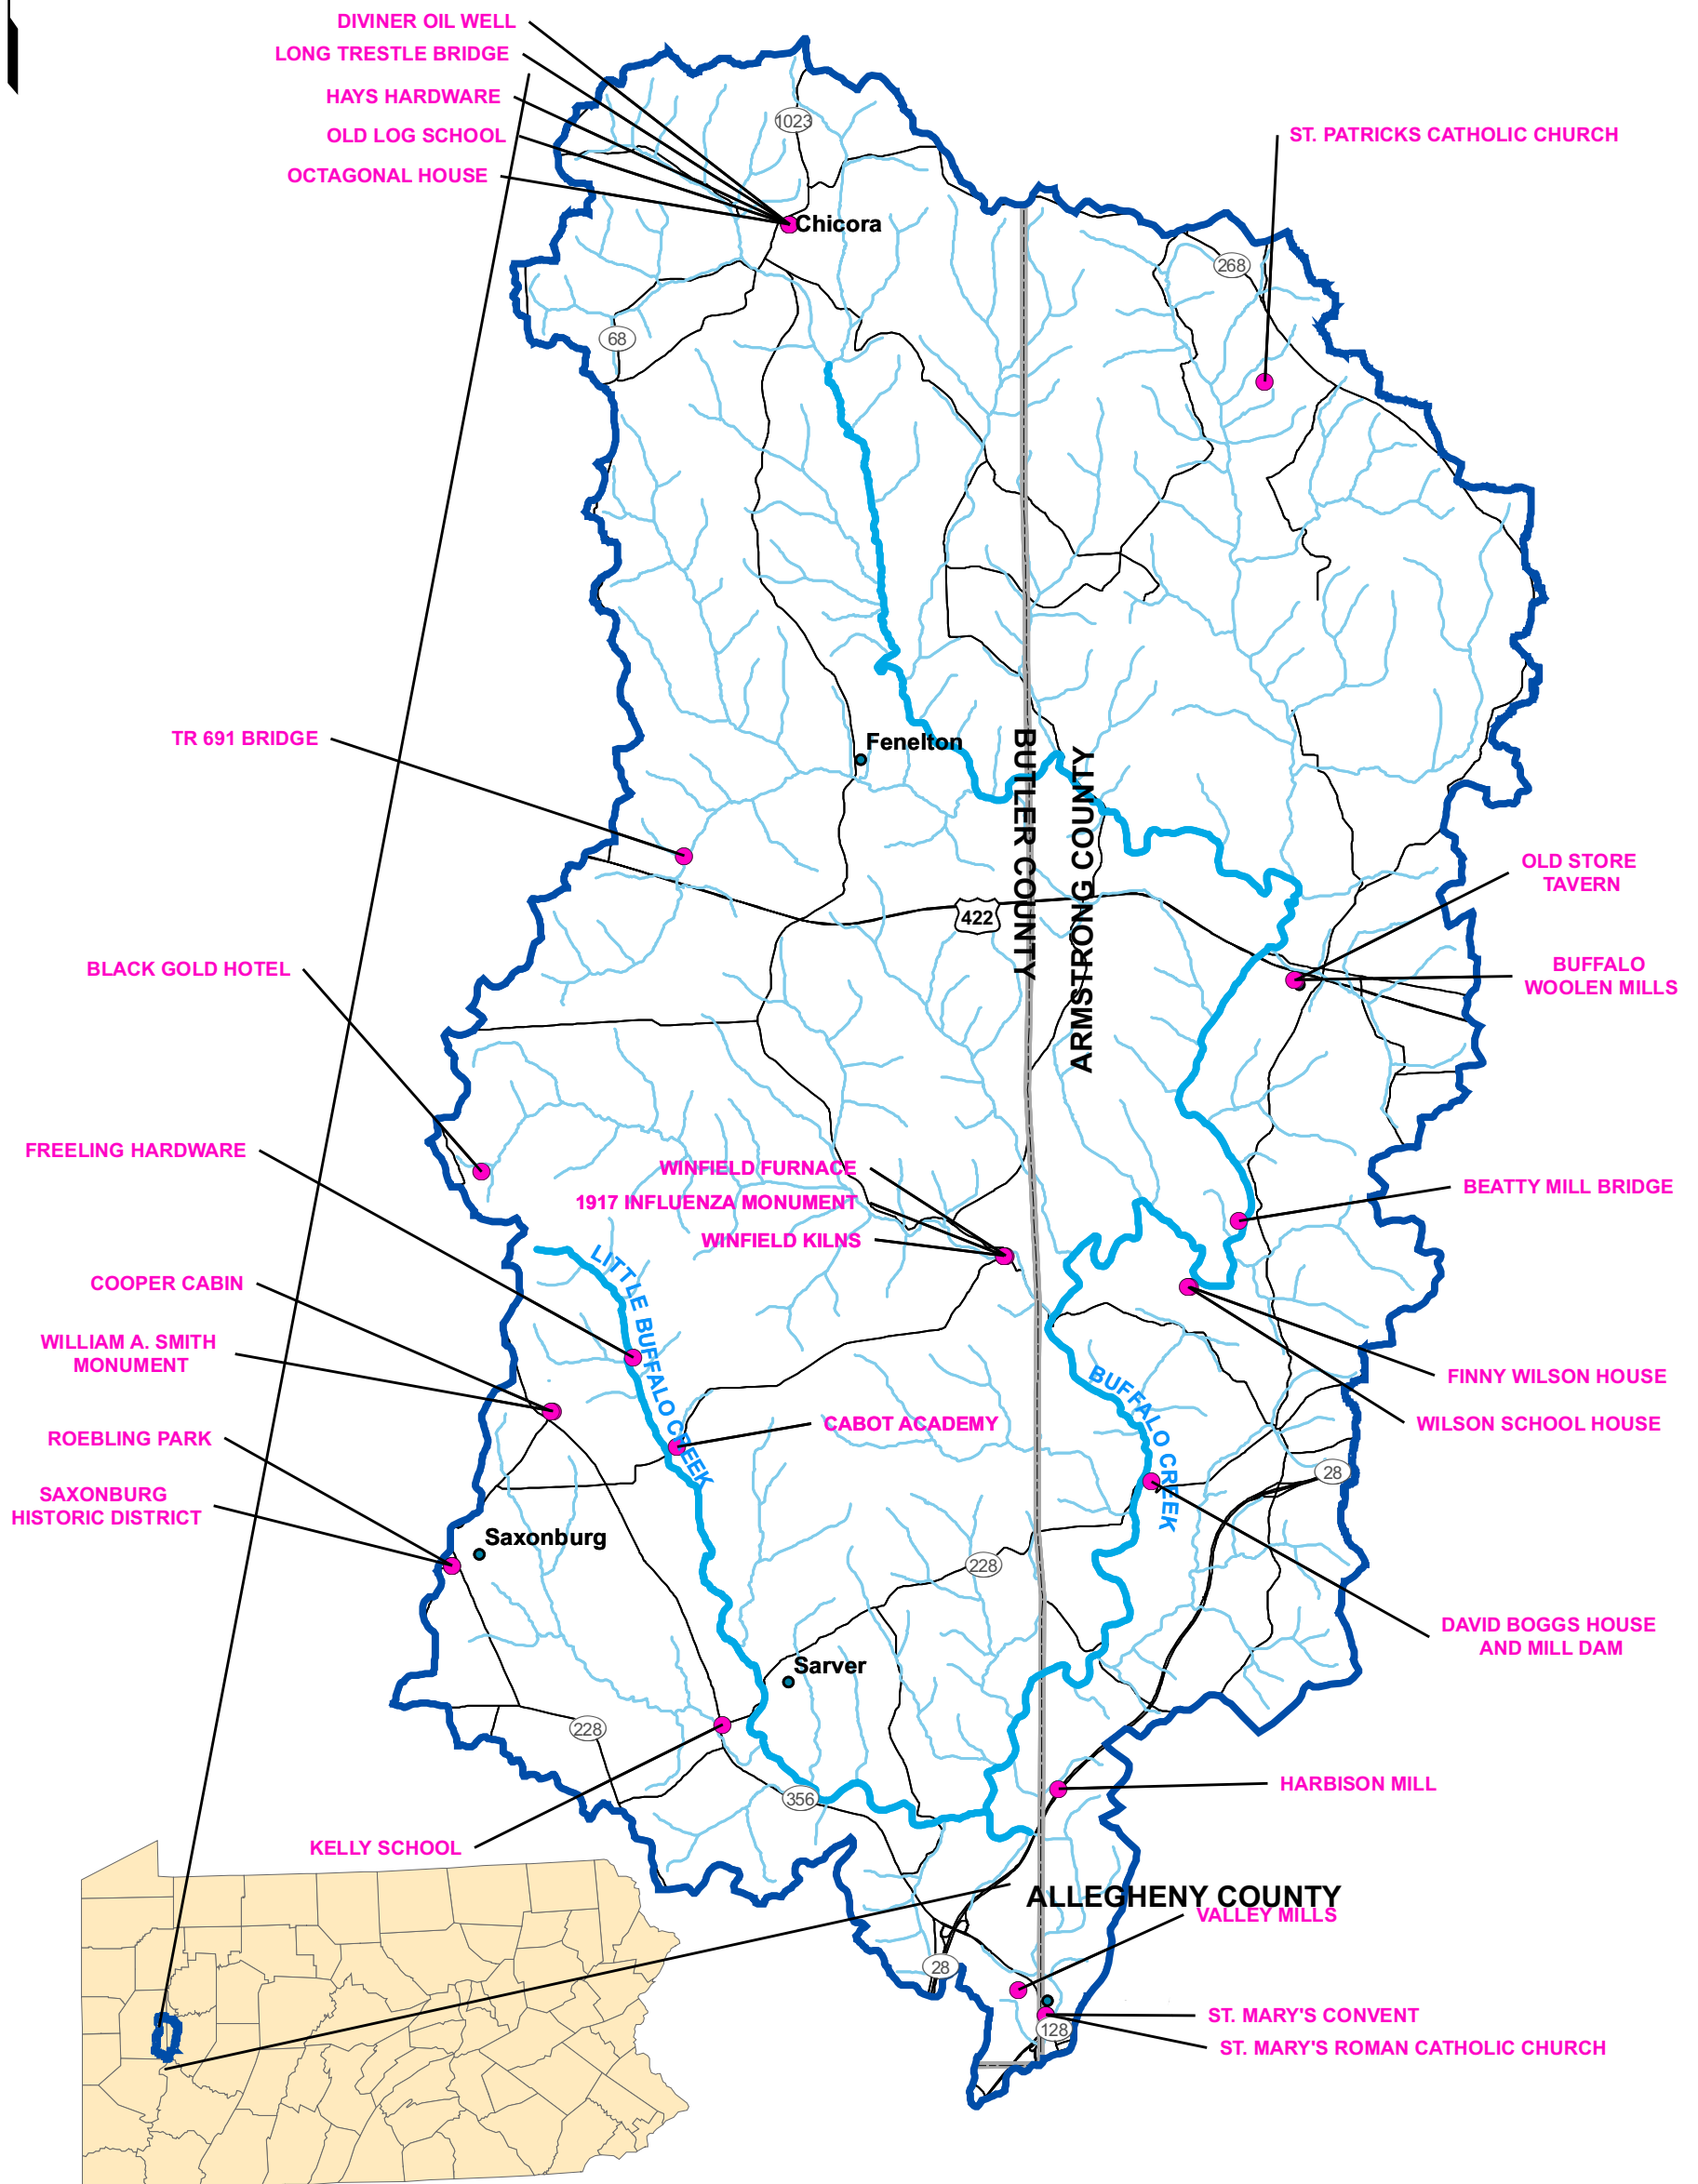 DIVINER OIL WELL
LONG TRESTLE BRIDGE
HAYS HARDWARE
OLD LOG SCHOOL
OCTAGONAL HOUSE
1023
ST. PATRICKS CATHOLIC CHURCH
Chicora
268
68
TR 691 BRIDGE
Fenelton
BUTLER COUNTY
ARMSTRONG COUNTY
OLD STORE
TAVERN
422
BLACK GOLD HOTEL
BUFFALO
WOOLEN MILLS
FREELING HARDWARE
WINFIELD FURNACE
1917 INFLUENZA MONUMENT
WINFIELD KILNS
BEATTY MILL BRIDGE
COOPER CABIN
LITTLE BUFFALO CREEK
WILLIAM A. SMITH
MONUMENT
FINNY WILSON HOUSE
BUFFALO CREEK
WILSON SCHOOL HOUSE
CABOT ACADEMY
ROEBLING PARK
28
SAXONBURG
HISTORIC DISTRICT
Saxonburg
228
DAVID BOGGS HOUSE
AND MILL DAM
Sarver
228
HARBISON MILL
356
KELLY SCHOOL
ALLEGHENY COUNTY
VALLEY MILLS
28
ST. MARY'S CONVENT
128
ST. MARY'S ROMAN CATHOLIC CHURCH